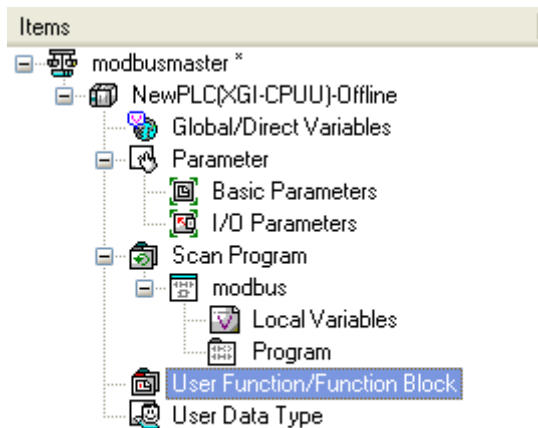 Items
modbusmaster *
NewPLC(XGI-CPUU)-Offline
Global/Direct Variables
Parameter
Basic Parameters
I/O Parameters
Scan Program
modbus
Local Variables
Program
User Function/Function Block
User Data Type